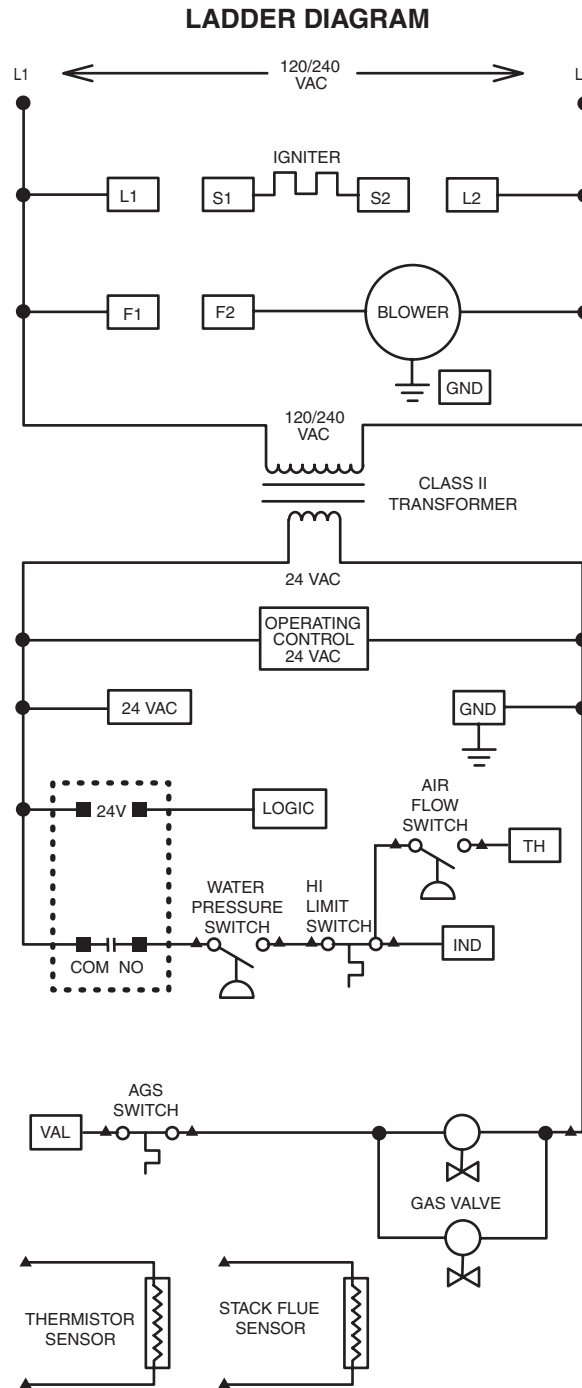 LADDER DIAGRAM
L1
120/240
VAC
L
IGNITER
L1
S1
S2
L2
F1
F2
BLOWER
GND
120/240
VAC
CLASS II
TRANSFORMER
24 VAC
OPERATING
CONTROL
24 VAC
24 VAC
GND
24V
LOGIC
AIR
FLOW
SWITCH
TH
WATER
PRESSURE
SWITCH
HI
LIMIT
SWITCH
IND
COM NO
AGS
SWITCH
VAL
GAS VALVE
THERMISTOR
SENSOR
STACK FLUE
SENSOR